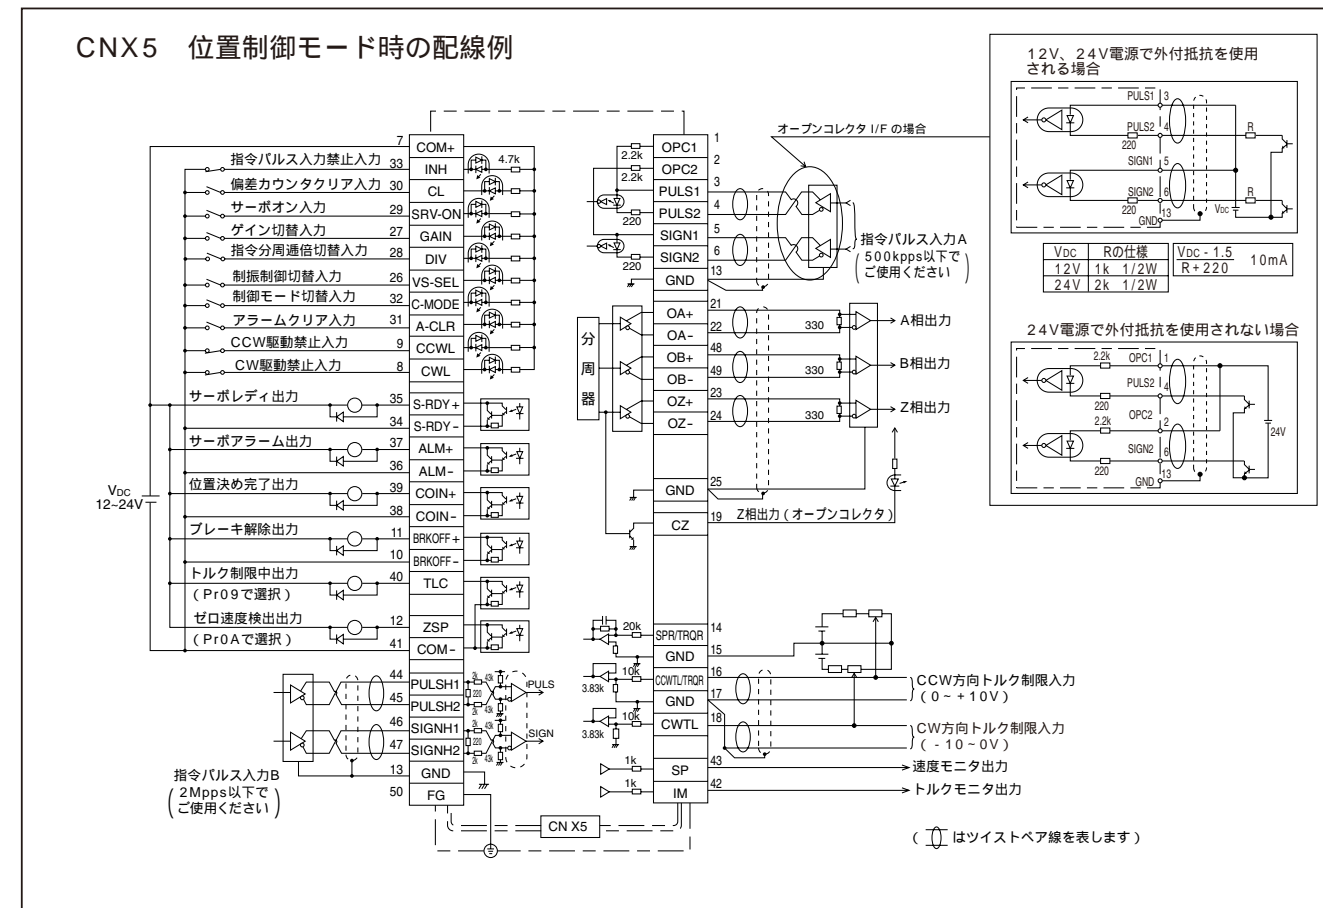 CNX5 位置制御モード時の配線例
7 COM+
指令パルス入力禁止入力 33 INH 4.7k
偏差カウンタクリア入力 30 CL
サーボオン入力 29 SRV-ON
ゲイン切替入力 27 GAIN
指令分周逓倍切替入力 28 DIV
制振制御切替入力 26 VS-SEL
制御モード切替入力 32 C-MODE
アラームクリア入力 31 A-CLR
CCW駆動禁止入力 9 CCWL
CW駆動禁止入力 8 CWL
サーボレディ出力 35 S-RDY+
34 S-RDY-
サーボアラーム出力 37 ALM+
36 ALM-
位置決め完了出力 39 COIN+
38 COIN-
VDC
12~24V
ブレーキ解除出力 11 BRKOFF+
10 BRKOFF-
トルク制限中出力 40 TLC
(Pr09で選択)
ゼロ速度検出出力 12 ZSP
(Pr0Aで選択) 41 COM-
44 PULSH1 2k 43k PULS
45 PULSH2 220 2k 43k
46 SIGNH1 2k 43k SIGN
47 SIGNH2 220 2k 43k
13 GND
50 FG
指令パルス入力B
(2Mpps以下で
ご使用ください)
CN X5
OPC1 1
2.2k
OPC2 2
2.2k
PULS1 3
PULS2 4
220
SIGN1 5
SIGN2 6
220
GND 13
オープンコレクタ I/F の場合
指令パルス入力A
(500kpps以下で
ご使用ください)
分周器
OA+ 21
OA- 22 330 A相出力
OB+ 48
OB- 49 330 B相出力
OZ+ 23
OZ- 24 330 Z相出力
GND 25
CZ 19 Z相出力(オープンコレクタ)
20k SPR/TRQR 14
GND 15
10k CCWTL/TRQR 16
3.83k
GND 17
10k CWTL 18
3.83k
CCW方向トルク制限入力
(0~+10V)
CW方向トルク制限入力
(-10~0V)
1k SP 43 速度モニタ出力
1k IM 42 トルクモニタ出力
( はツイストペア線を表します)
12V、24V電源で外付抵抗を使用
される場合
PULS1 3
PULS2 4 R
220
SIGN1 5
SIGN2 6 R
220
GND 13 VDC
VDC Rの仕様
12V 1k 1/2W
24V 2k 1/2W
VDC - 1.5
R+220
10mA
24V電源で外付抵抗を使用されない場合
2.2k OPC1 1
PULS2 4
220
OPC2
2.2k 2
SIGN2 6
220
GND 13
24V